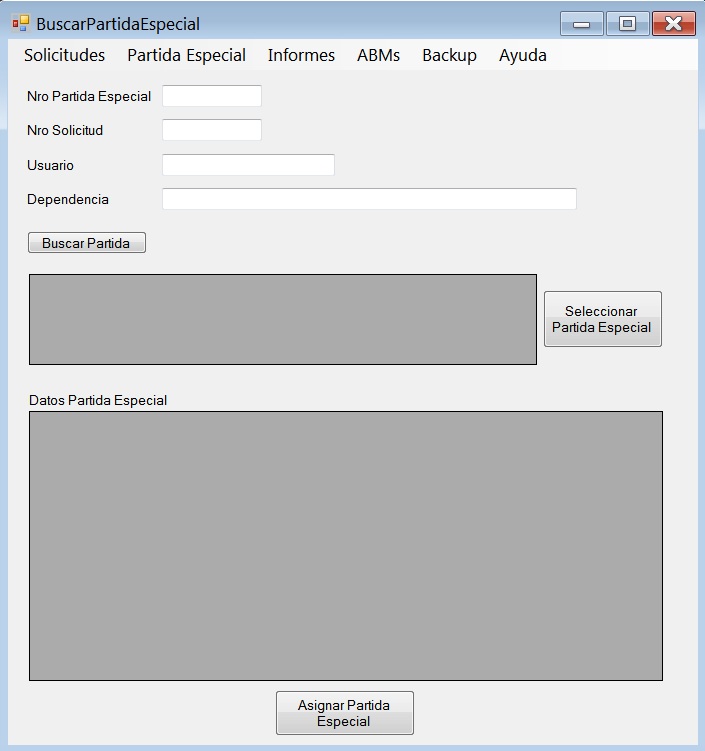 BuscarPartidaEspecial
Solicitudes Partida Especial Informes ABMs Backup Ayuda
Nro Partida Especial
Nro Solicitud
Usuario
Dependencia
Buscar Partida
Seleccionar
Partida Especial
Datos Partida Especial
Asignar Partida
Especial